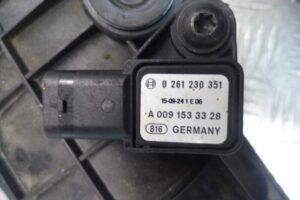 0 261 230 351
15-09-24 1 E 06
A 009 153 33 28
816 GERMANY